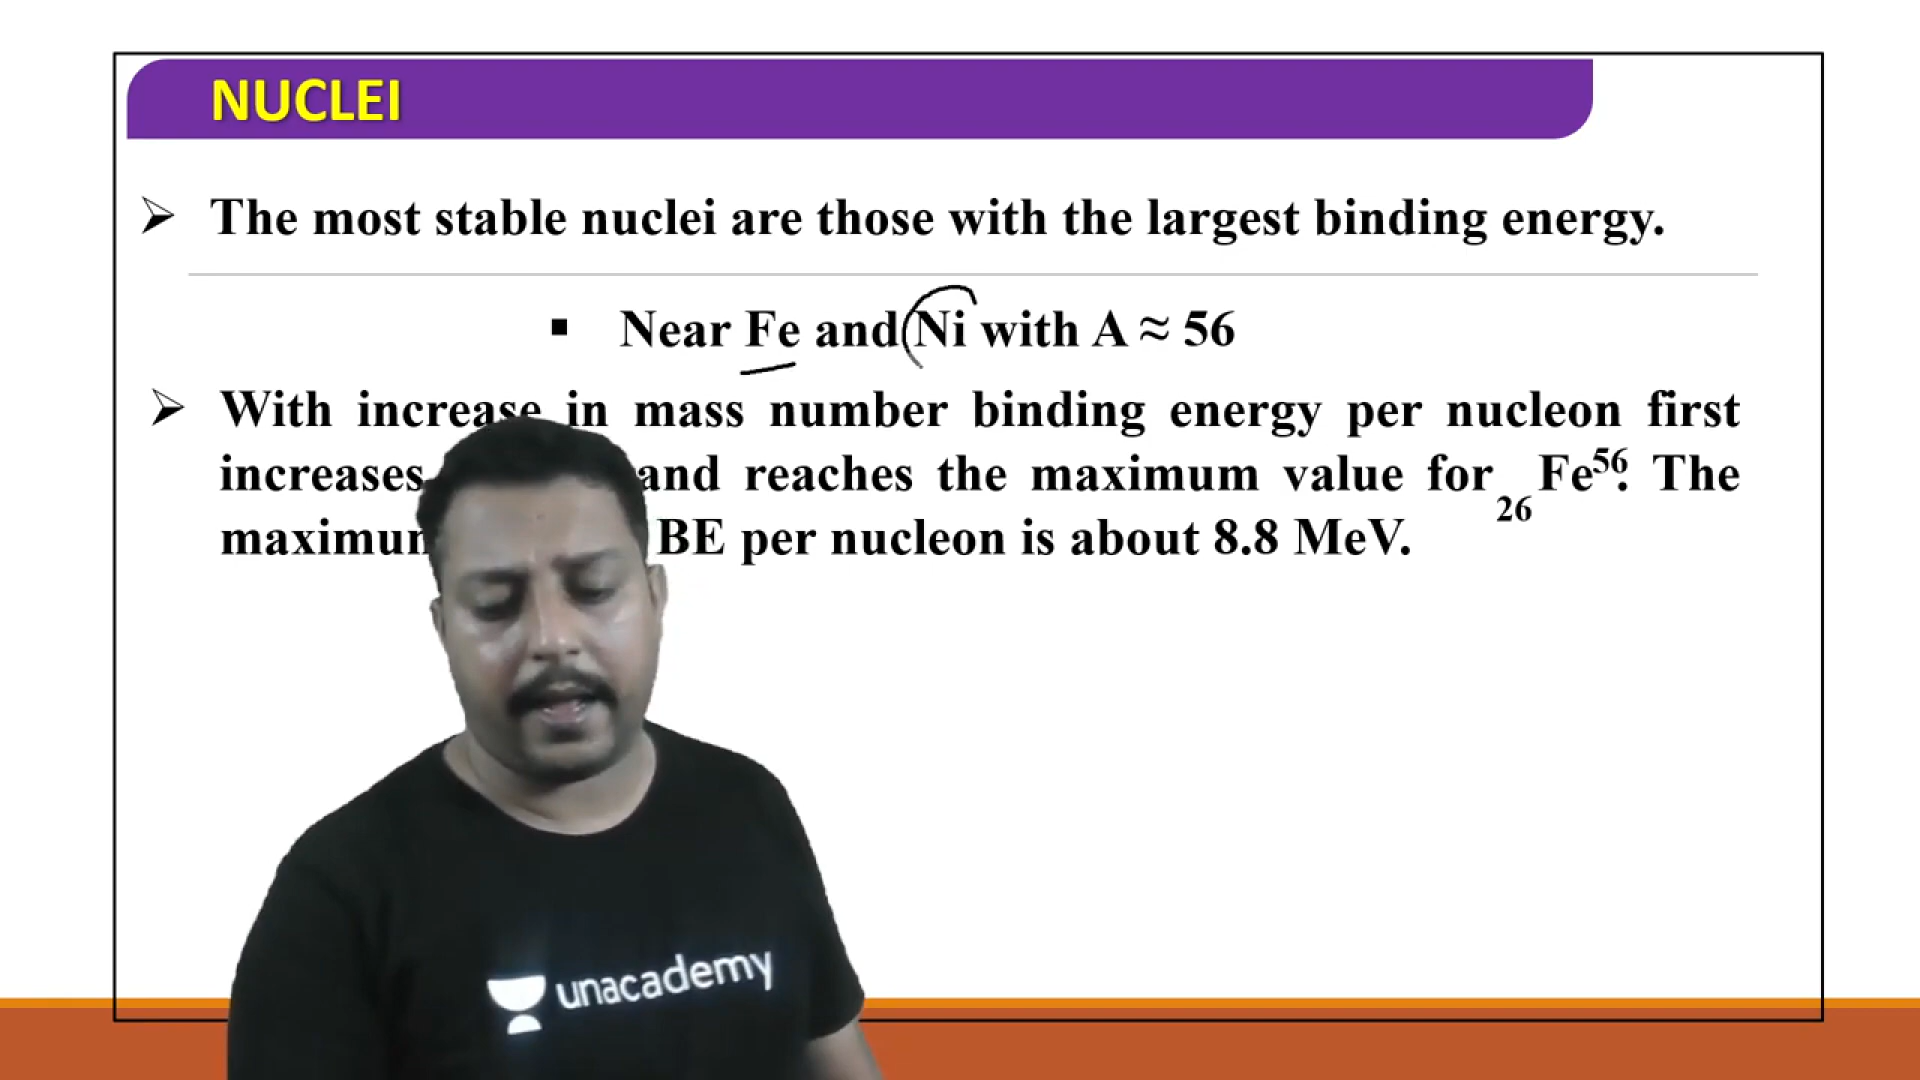 NUCLEI
The most stable nuclei are those with the largest binding energy.
Near Fe and Ni with A ≈ 56
With increase in mass number binding energy per nucleon first
increases and reaches the maximum value for 26Fe56. The
BE per nucleon is about 8.8 MeV.
unacademy